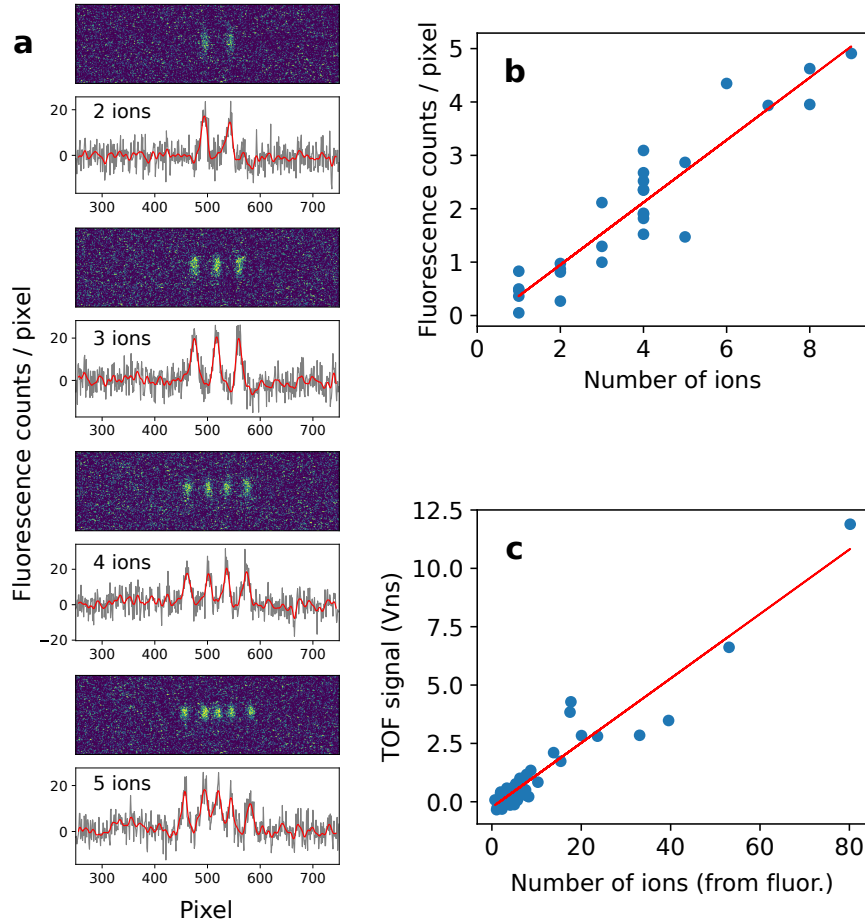 a
Fluorescence counts / pixel
2 ions
20
0
300 400 500 600 700
3 ions
20
0
300 400 500 600 700
4 ions
20
0
−20
300 400 500 600 700
5 ions
20
0
300 400 500 600 700
Pixel
b
Fluorescence counts / pixel
5
4
3
2
1
0
0 2 4 6 8
Number of ions
c
TOF signal (Vns)
12.5
10.0
7.5
5.0
2.5
0.0
0 20 40 60 80
Number of ions (from fluor.)